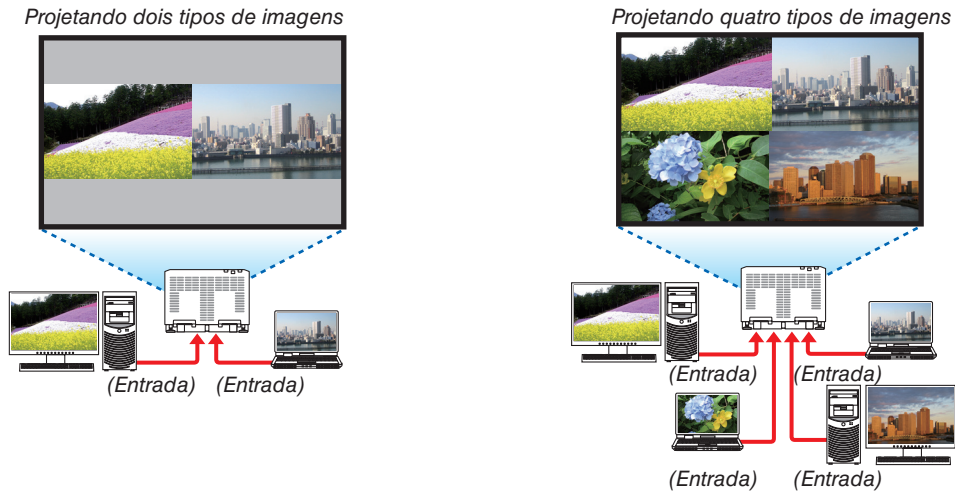 Projetando dois tipos de imagens
Projetando quatro tipos de imagens
(Entrada) (Entrada)
(Entrada) (Entrada)
(Entrada) (Entrada)